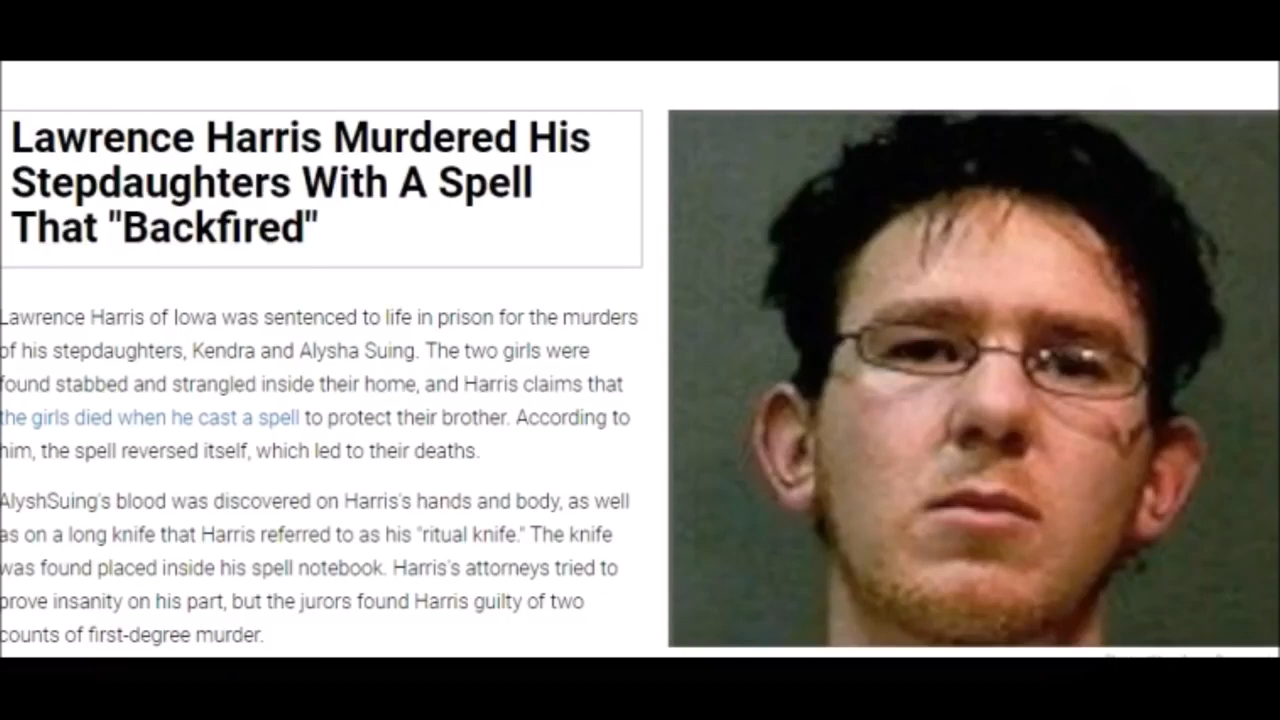 Lawrence Harris Murdered His
Stepdaughters With A Spell
That "Backfired"
Lawrence Harris of Iowa was sentenced to life in prison for the murders
of his stepdaughters, Kendra and Alysha Suing. The two girls were
found stabbed and strangled inside their home, and Harris claims that
the girls died when he cast a spell to protect their brother. According to
him, the spell reversed itself, which led to their deaths.
AlyshSuing's blood was discovered on Harris's hands and body, as well
as on a long knife that Harris referred to as his "ritual knife." The knife
was found placed inside his spell notebook. Harris's attorneys tried to
prove insanity on his part, but the jurors found Harris guilty of two
counts of first-degree murder.